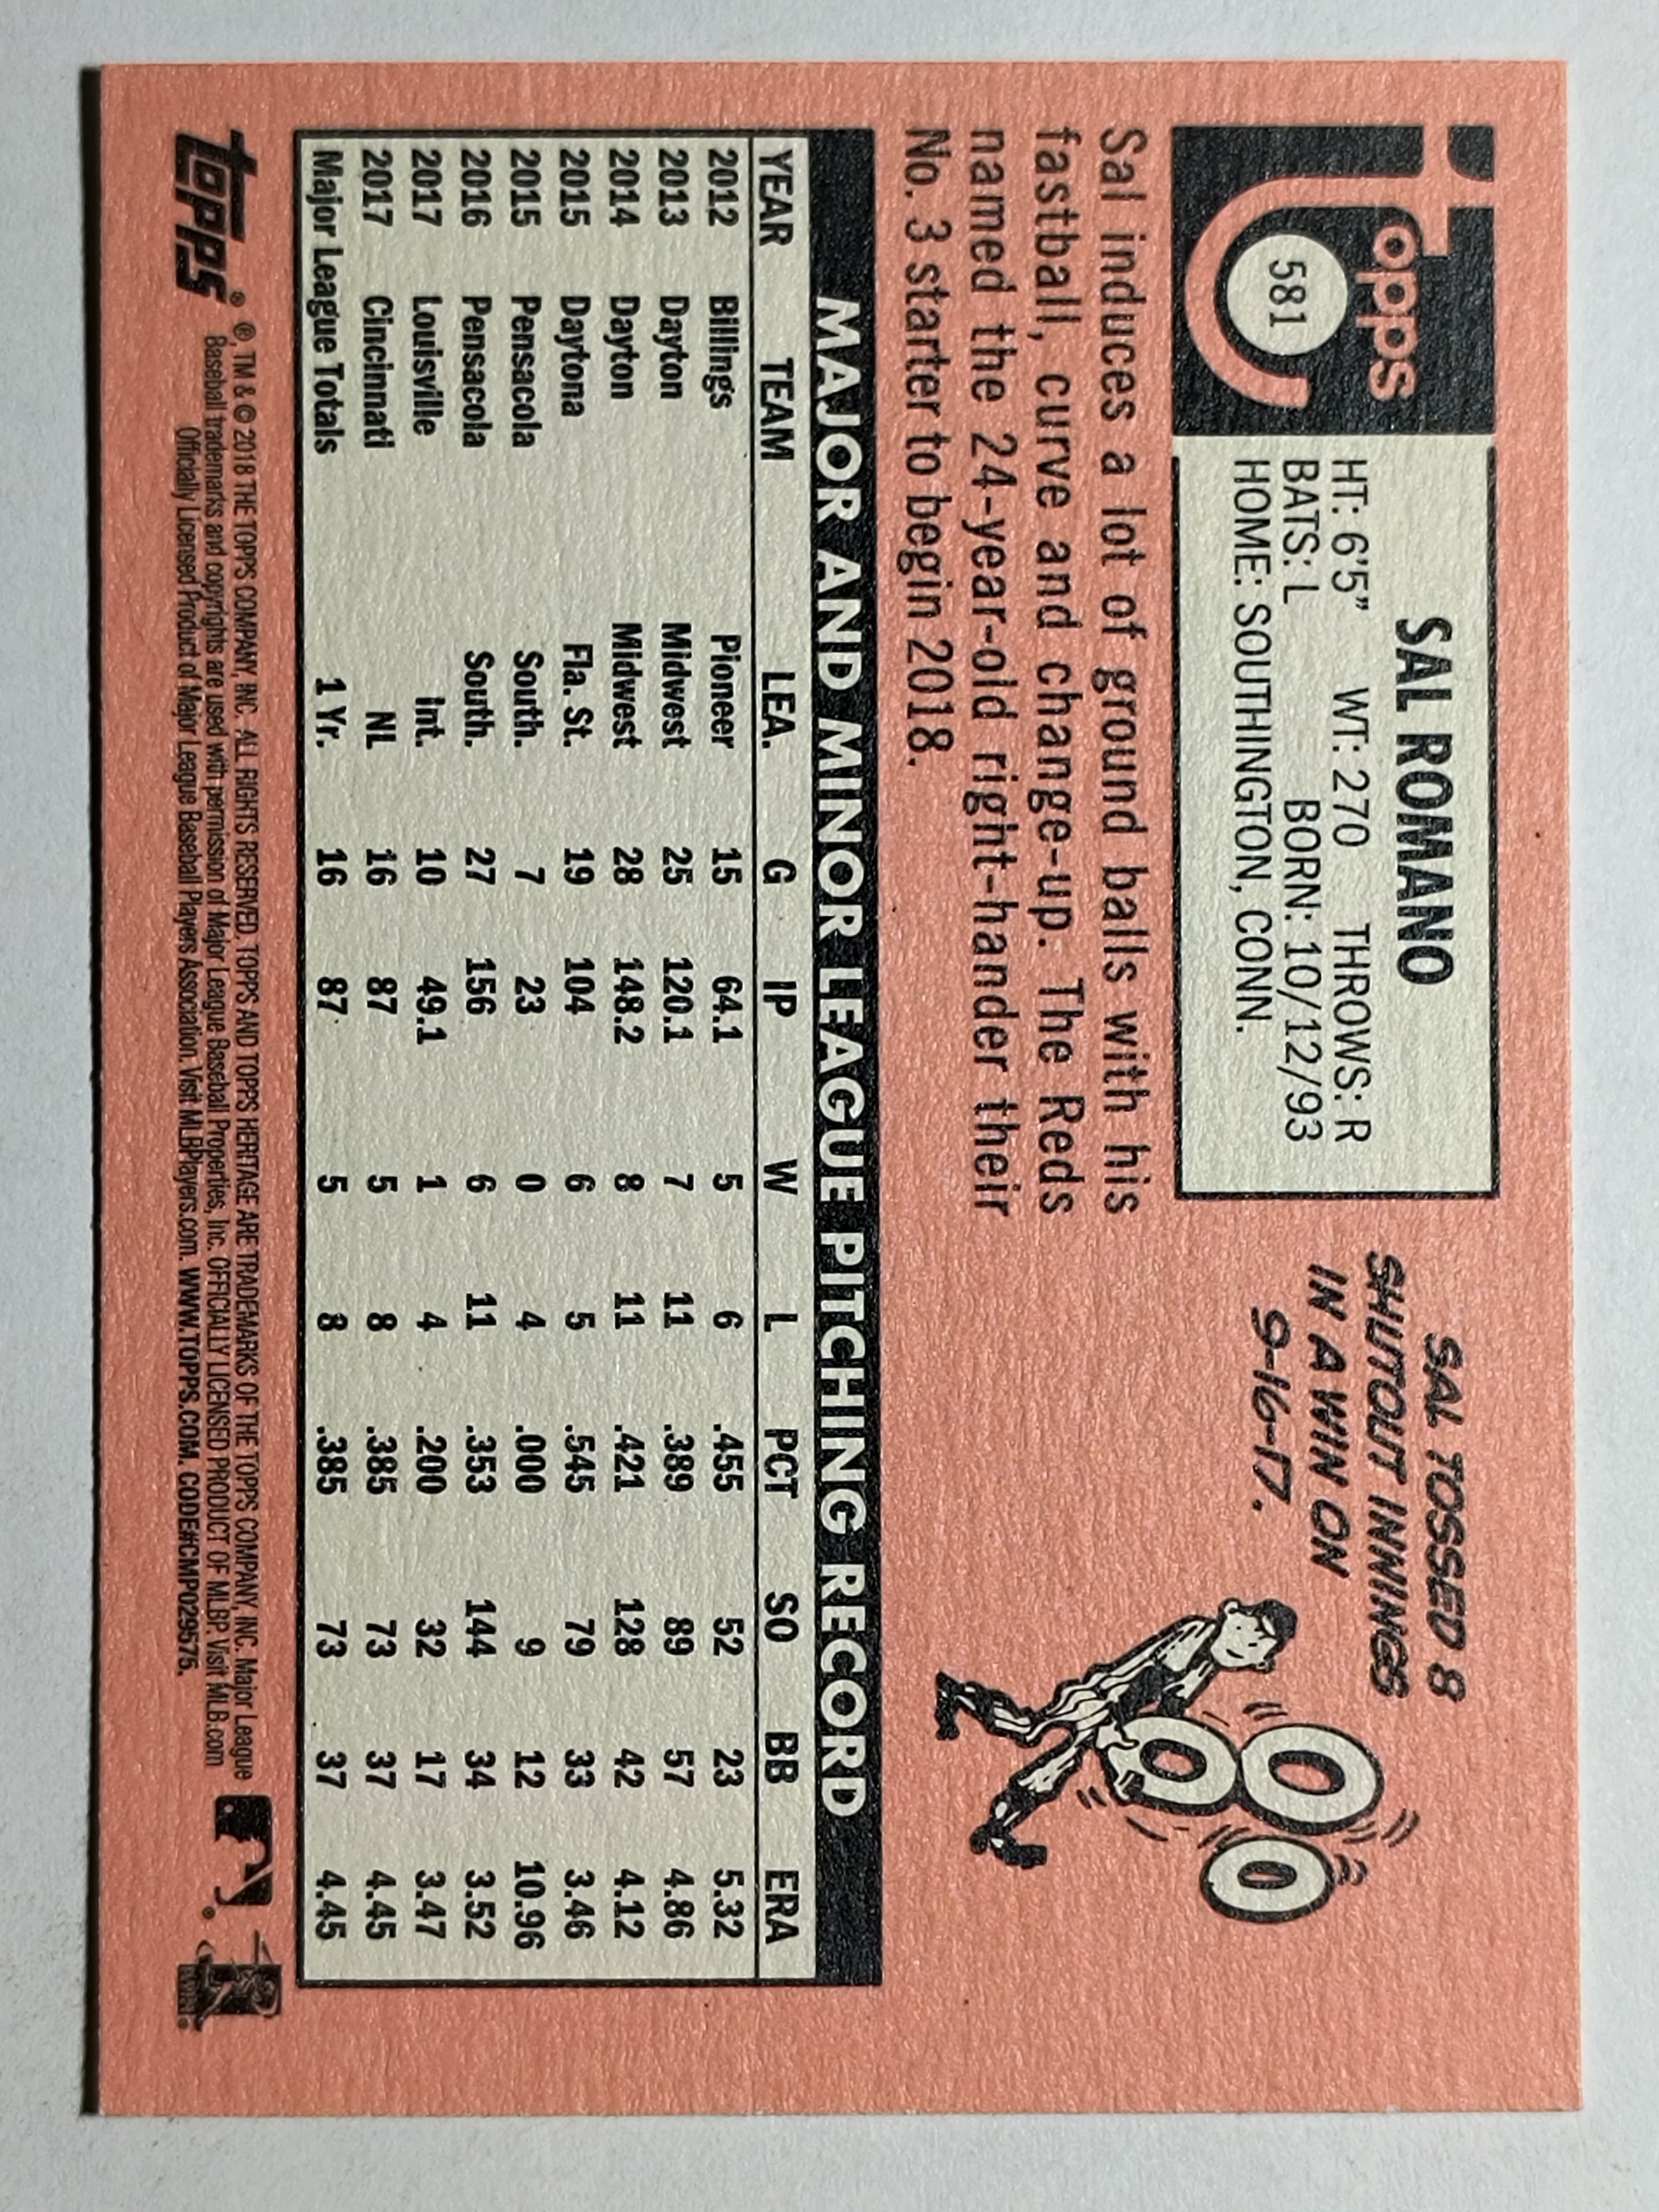 Topps
581
SAL ROMANO
HT: 6'5" WT: 270 THROWS: R
BATS: L BORN: 10/12/93
HOME: SOUTHINGTON, CONN.
SAL TOSSED 8
SHUTOUT INNINGS
IN A WIN ON
9-16-17.
Sal induces a lot of ground balls with his
fastball, curve and change-up. The Reds
named the 24-year-old right-hander their
No. 3 starter to begin 2018.
0 0 0
MAJOR AND MINOR LEAGUE PITCHING RECORD
YEAR TEAM LEA. G IP W L PCT SO BB ERA
2012 Billings Pioneer 15 64.1 5 6 .455 52 23 5.32
2013 Dayton Midwest 25 120.1 7 11 .389 89 57 4.86
2014 Dayton Midwest 28 148.2 8 11 .421 128 42 4.12
2015 Daytona Fla. St. 19 104 6 5 .545 79 33 3.46
2015 Pensacola South. 7 23 0 4 .000 9 12 10.96
2016 Pensacola South. 27 156 6 11 .353 144 34 3.52
2017 Louisville Int. 10 49.1 1 4 .200 32 17 3.47
2017 Cincinnati NL 16 87 5 8 .385 73 37 4.45
Major League Totals 1 Yr. 16 87 5 8 .385 73 37 4.45
topps®
®, TM & © 2018 THE TOPPS COMPANY, INC. ALL RIGHTS RESERVED. TOPPS AND TOPPS HERITAGE ARE TRADEMARKS OF THE TOPPS COMPANY, INC. Major League
Baseball trademarks and copyrights are used with permission of Major League Baseball Properties, Inc. OFFICIALLY LICENSED PRODUCT OF MLBP. Visit MLB.com
Officially Licensed Product of Major League Baseball Players Association. Visit MLBPlayers.com. WWW.TOPPS.COM. CODE#CMP029575.